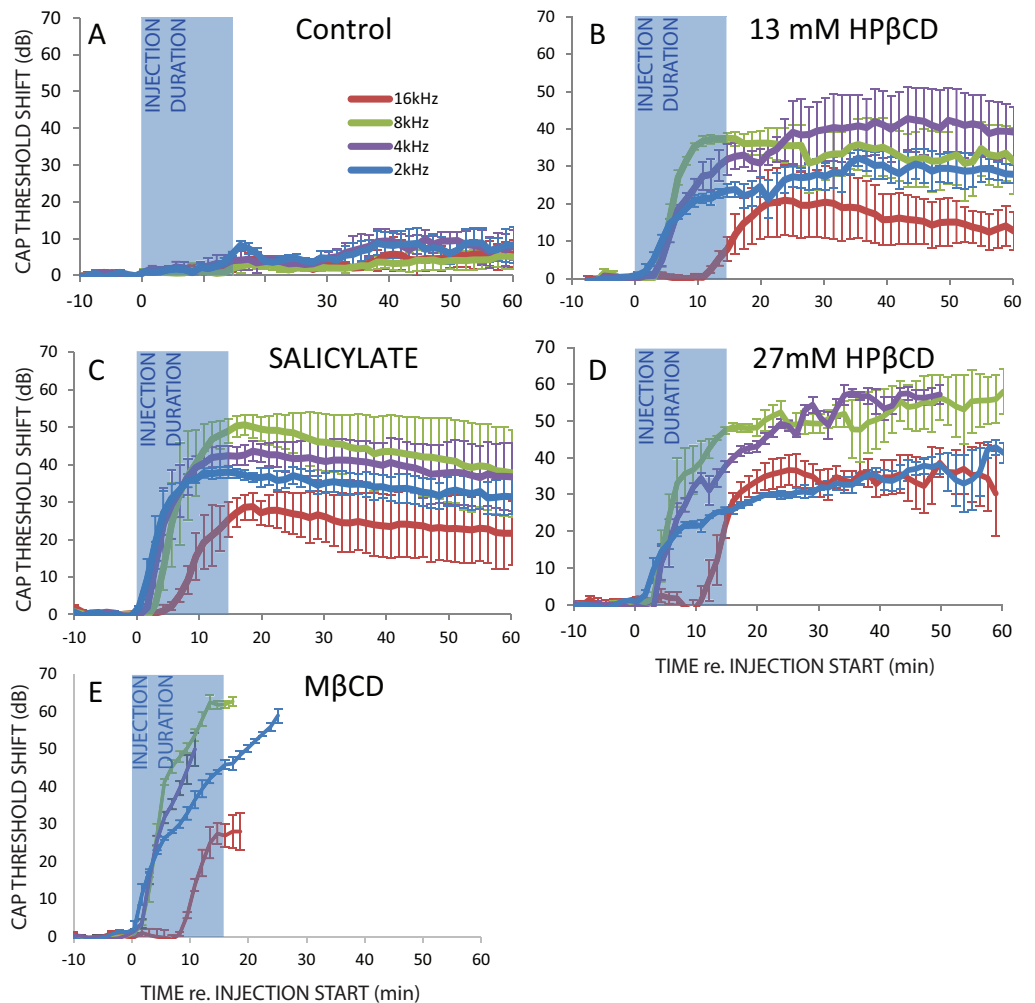 A
Control
CAP THRESHOLD SHIFT (dB)
70
60
50
40
30
20
10
0
INJECTION
DURATION
16kHz
8kHz
4kHz
2kHz
-10 0 10 20 30 40 50 60
B
13 mM HPβCD
70
60
50
40
30
20
10
0
INJECTION
DURATION
-10 0 10 20 30 40 50 60
C
SALICYLATE
CAP THRESHOLD SHIFT (dB)
70
60
50
40
30
20
10
0
INJECTION
DURATION
-10 0 10 20 30 40 50 60
D
27mM HPβCD
70
60
50
40
30
20
10
0
INJECTION
DURATION
-10 0 10 20 30 40 50 60
TIME re. INJECTION START (min)
E
MβCD
CAP THRESHOLD SHIFT (dB)
70
60
50
40
30
20
10
0
INJECTION
DURATION
-10 0 10 20 30 40 50 60
TIME re. INJECTION START (min)